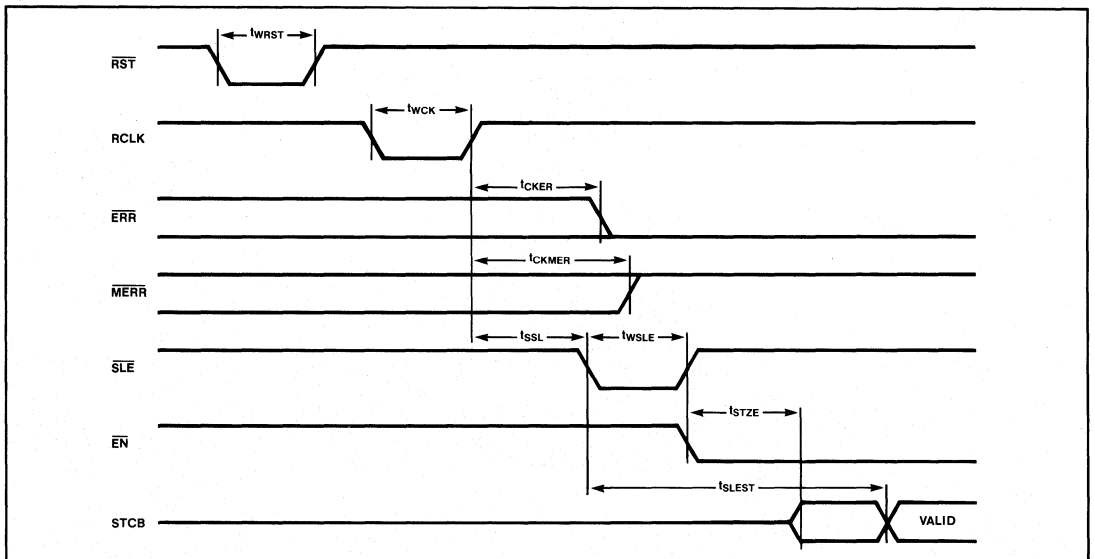 tWRST
RST
tWCK
RCLK
tCKER
ERR
tCKMER
MERR
tSSL
tWSLE
SLE
tSTZE
EN
tSLEST
STCB
VALID